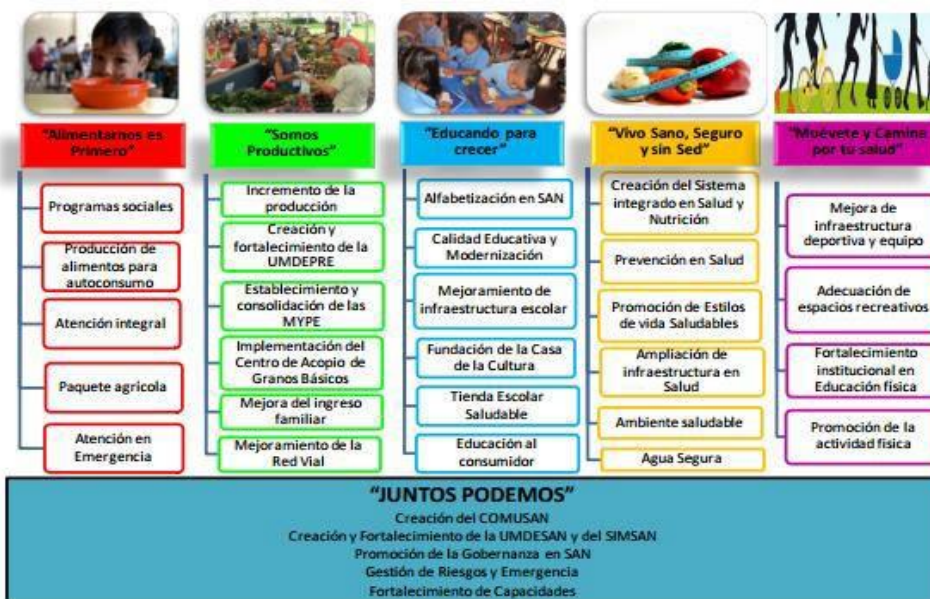 "Alimentarnos es
Primero"
Programas sociales
Producción de
alimentos para
autoconsumo
Atención integral
Paquete agrícola
Atención en
Emergencia
"Somos
Productivos"
Incremento de la
producción
Creación y
fortalecimiento de la
UMDEPRE
Establecimiento y
consolidación de las
MYPE
Implementación del
Centro de Acopio de
Granos Básicos
Mejora del ingreso
familiar
Mejoramiento de la
Red Vial
"Educando para
crecer"
Alfabetización en SAN
Calidad Educativa y
Modernización
Mejoramiento de
infraestructura escolar
Fundación de la Casa
de la Cultura
Tienda Escolar
Saludable
Educación al
consumidor
"Vivo Sano, Seguro
y sin Sed"
Creación del Sistema
integrado en Salud y
Nutrición
Prevención en Salud
Promoción de Estilos
de vida Saludables
Ampliación de
infraestructura en
Salud
Ambiente saludable
Agua Segura
"Muévete y Camina
por tu salud"
Mejora de
infraestructura
deportiva y equipo
Adecuación de
espacios recreativos
Fortalecimiento
institucional en
Educación física
Promoción de la
actividad física
"JUNTOS PODEMOS"
Creación del COMUSAN
Creación y Fortalecimiento de la UMDESAN y del SIMSAN
Promoción de la Gobernanza en SAN
Gestión de Riesgos y Emergencia
Fortalecimiento de Capacidades